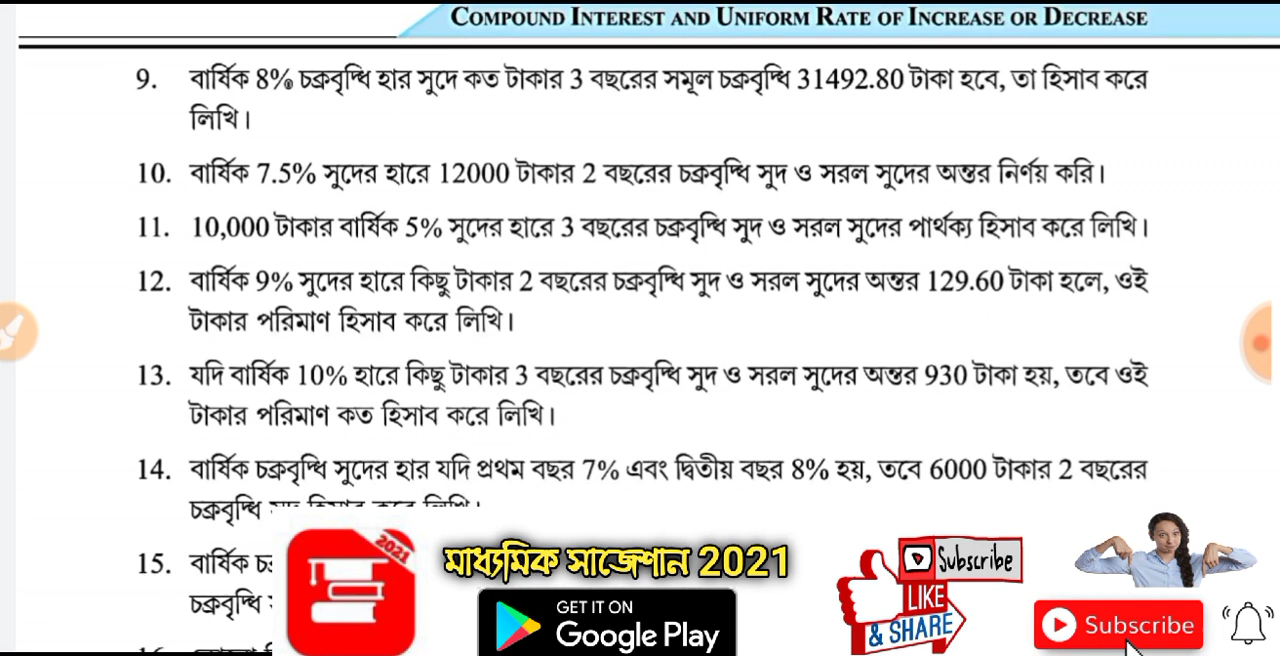 COMPOUND INTEREST AND UNIFORM RATE OF INCREASE OR DECREASE
9. বার্ষিক 8% চক্রবৃদ্ধি হার সুদে কত টাকার 3 বছরের সমূল চক্রবৃদ্ধি 31492.80 টাকা হবে, তা হিসাব করে
লিখি।
10. বার্ষিক 7.5% সুদের হারে 12000 টাকার 2 বছরের চক্রবৃদ্ধি সুদ ও সরল সুদের অন্তর নির্ণয় করি।
11. 10,000 টাকার বার্ষিক 5% সুদের হারে 3 বছরের চক্রবৃদ্ধি সুদ ও সরল সুদের পার্থক্য হিসাব করে লিখি।
12. বার্ষিক 9% সুদের হারে কিছু টাকার 2 বছরের চক্রবৃদ্ধি সুদ ও সরল সুদের অন্তর 129.60 টাকা হলে, ওই
টাকার পরিমাণ হিসাব করে লিখি।
13. যদি বার্ষিক 10% হারে কিছু টাকার 3 বছরের চক্রবৃদ্ধি সুদ ও সরল সুদের অন্তর 930 টাকা হয়, তবে ওই
টাকার পরিমাণ কত হিসাব করে লিখি।
14. বার্ষিক চক্রবৃদ্ধি সুদের হার যদি প্রথম বছর 7% এবং দ্বিতীয় বছর 8% হয়, তবে 6000 টাকার 2 বছরের
চক্রবৃদ্ধি
15. বার্ষিক
চক্রবৃদ্ধি
2021
মাধ্যমিক সাজেশান 2021
GET IT ON
Google Play
Subscribe
LIKE
& SHARE
Subscribe